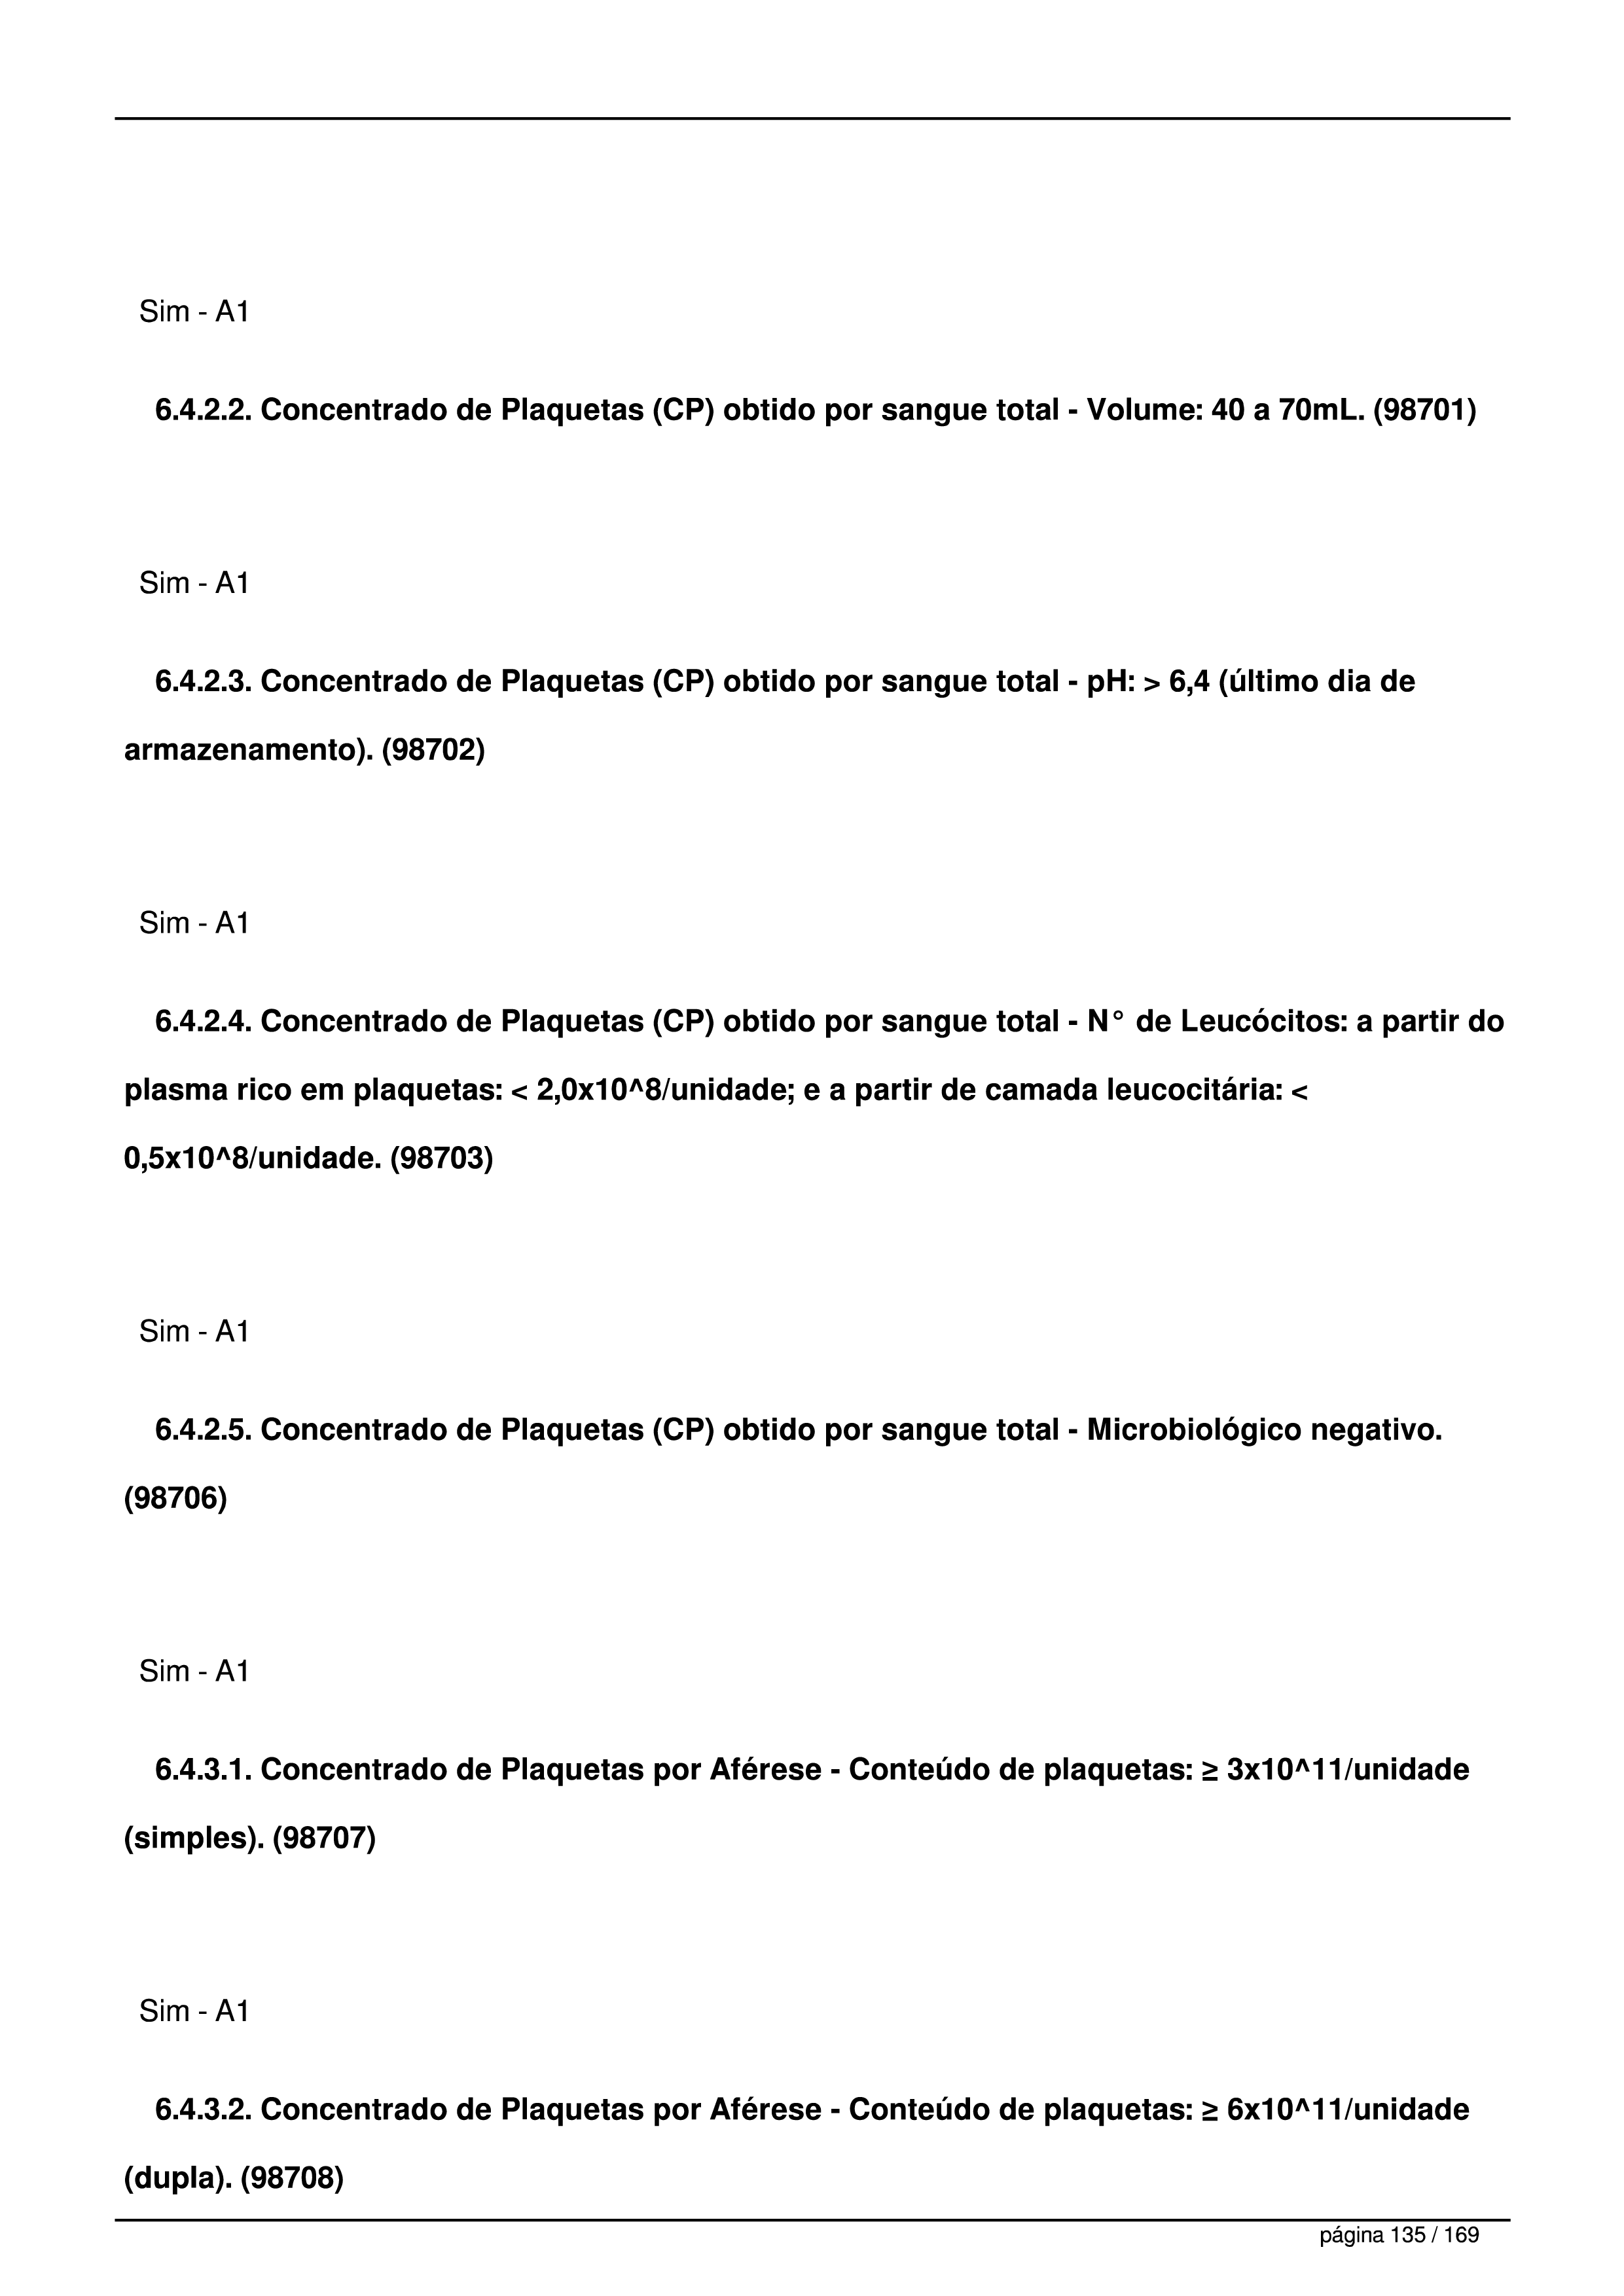 Sim - A1
6.4.2.2. Concentrado de Plaquetas (CP) obtido por sangue total - Volume: 40 a 70mL. (98701)
Sim - A1
6.4.2.3. Concentrado de Plaquetas (CP) obtido por sangue total - pH: > 6,4 (último dia de
armazenamento). (98702)
Sim - A1
6.4.2.4. Concentrado de Plaquetas (CP) obtido por sangue total - N° de Leucócitos: a partir do
plasma rico em plaquetas: < 2,0x10^8/unidade; e a partir de camada leucocitária: <
0,5x10^8/unidade. (98703)
Sim - A1
6.4.2.5. Concentrado de Plaquetas (CP) obtido por sangue total - Microbiológico negativo.
(98706)
Sim - A1
6.4.3.1. Concentrado de Plaquetas por Aférese - Conteúdo de plaquetas: ≥ 3x10^11/unidade
(simples). (98707)
Sim - A1
6.4.3.2. Concentrado de Plaquetas por Aférese - Conteúdo de plaquetas: ≥ 6x10^11/unidade
(dupla). (98708)
página 135 / 169